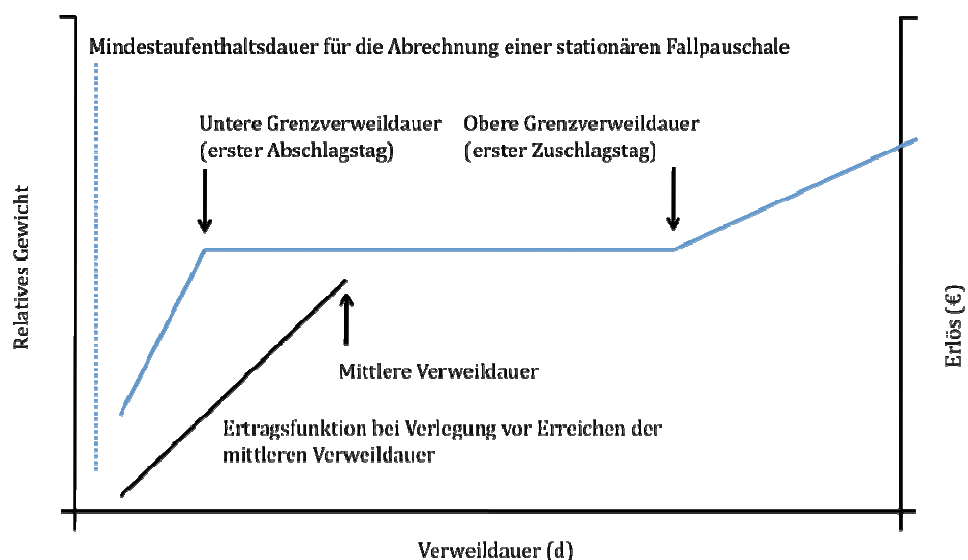 Mindestaufenthaltsdauer für die Abrechnung einer stationären Fallpauschale
Untere Grenzverweildauer
(erster Abschlagstag)
Obere Grenzverweildauer
(erster Zuschlagstag)
Relatives Gewicht
Erlös (€)
Mittlere Verweildauer
Ertragsfunktion bei Verlegung vor Erreichen der
mittleren Verweildauer
Verweildauer (d)